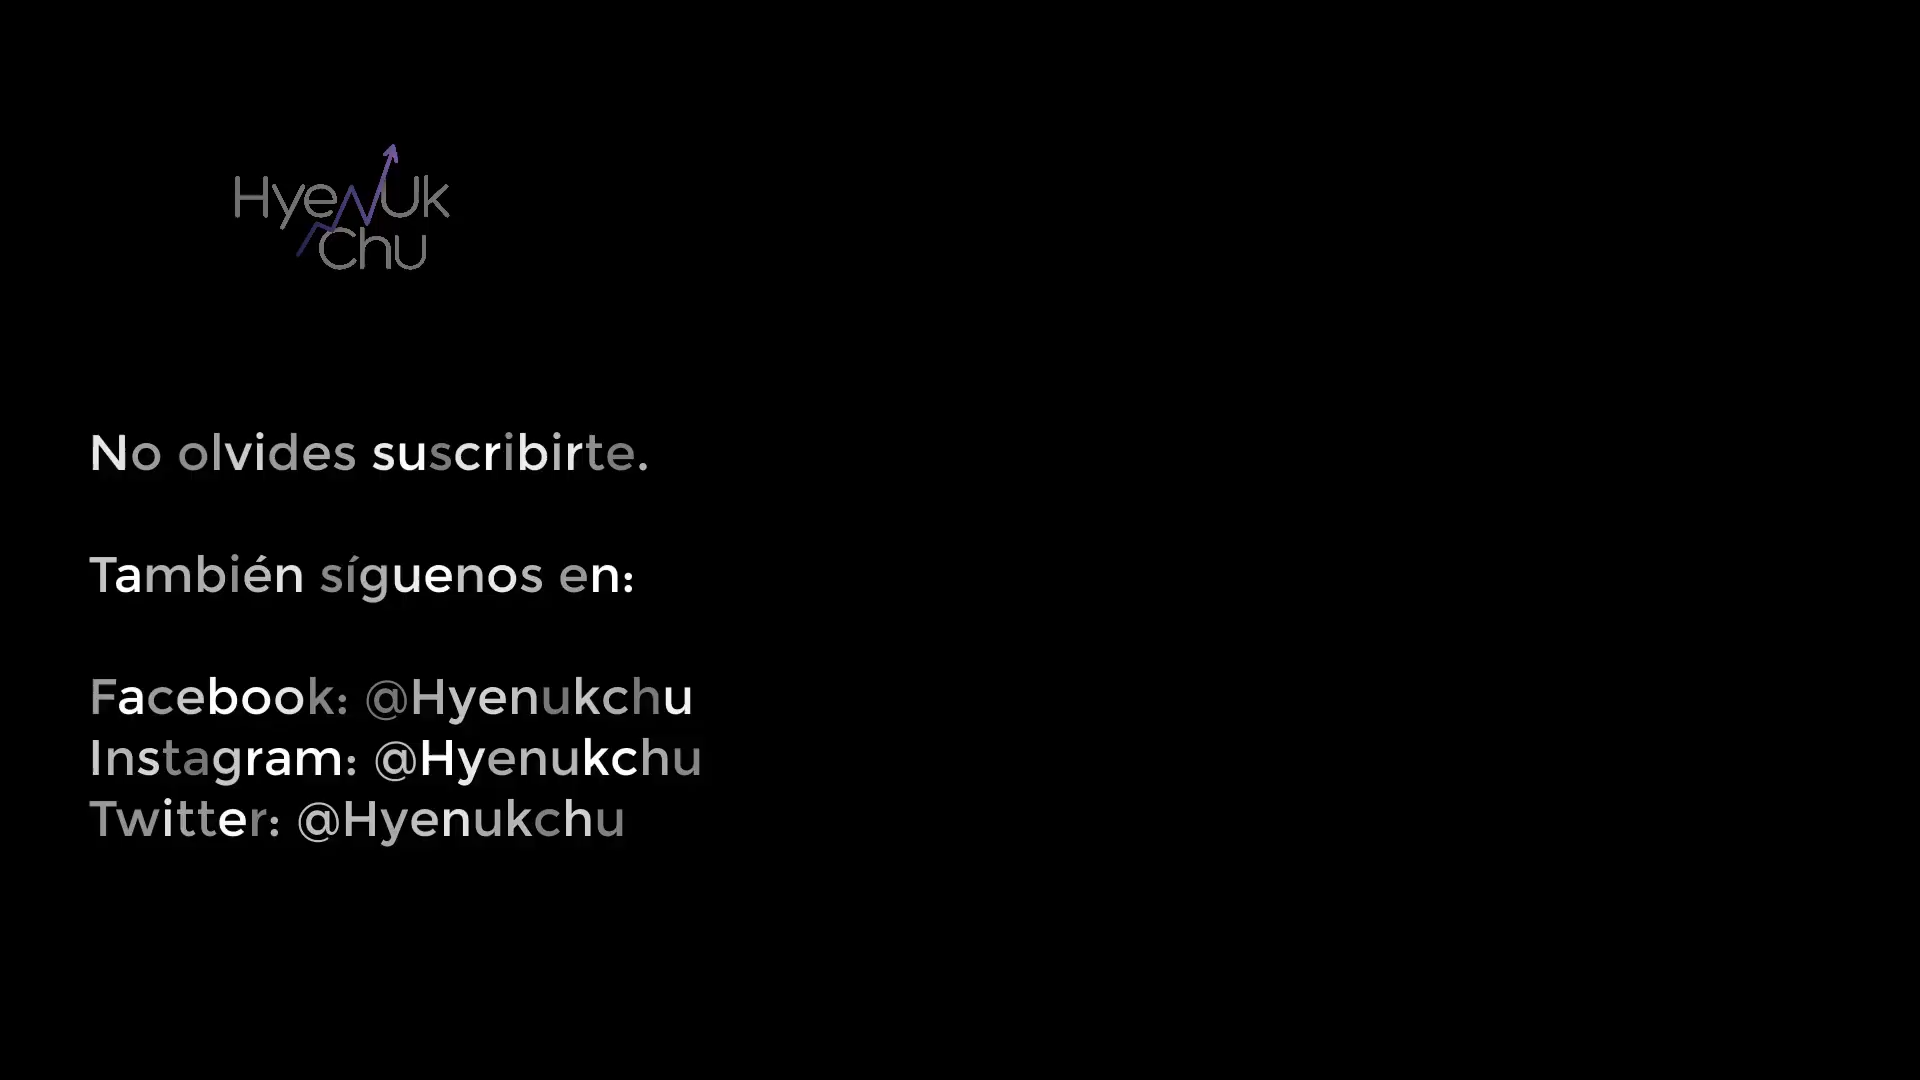 HyeNUk
Chu
No olvides suscribirte.
También síguenos en:
Facebook: @Hyenukchu
Instagram: @Hyenukchu
Twitter: @Hyenukchu